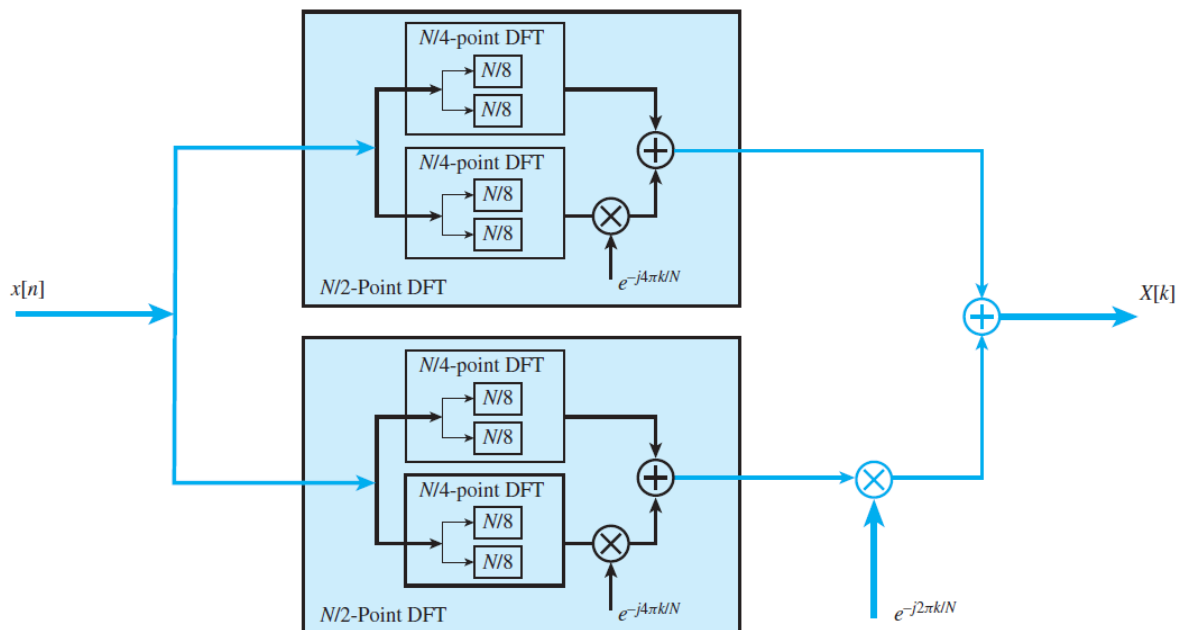 N/4-point DFT
N/8
N/8
N/4-point DFT
N/8
N/8
e^{-j4πk/N}
N/2-Point DFT
x[n]
X[k]
N/4-point DFT
N/8
N/8
N/4-point DFT
N/8
N/8
e^{-j4πk/N}
N/2-Point DFT
e^{-j2πk/N}